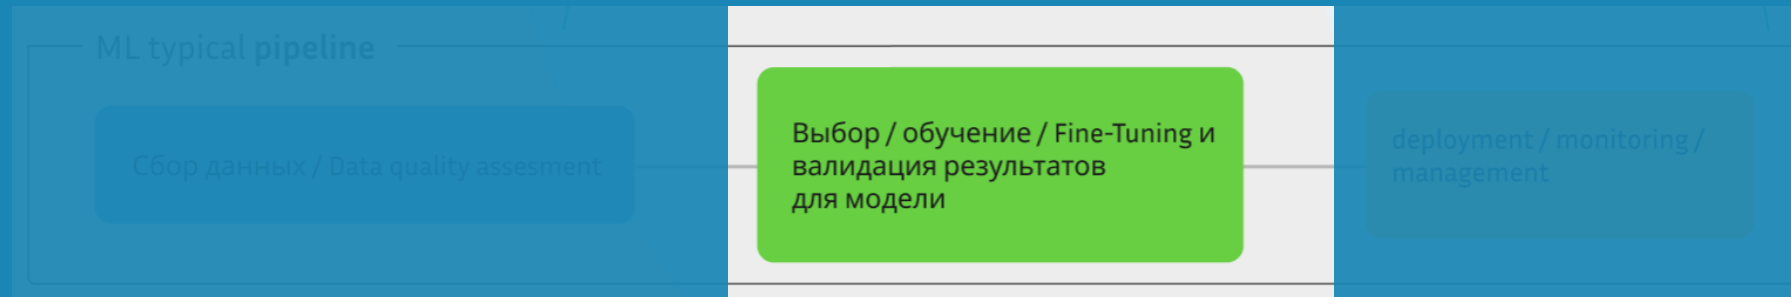 ML typical pipeline
Сбор данных / Data quality assesment
Выбор / обучение / Fine-Tuning и
валидация результатов
для модели
deployment / monitoring /
management